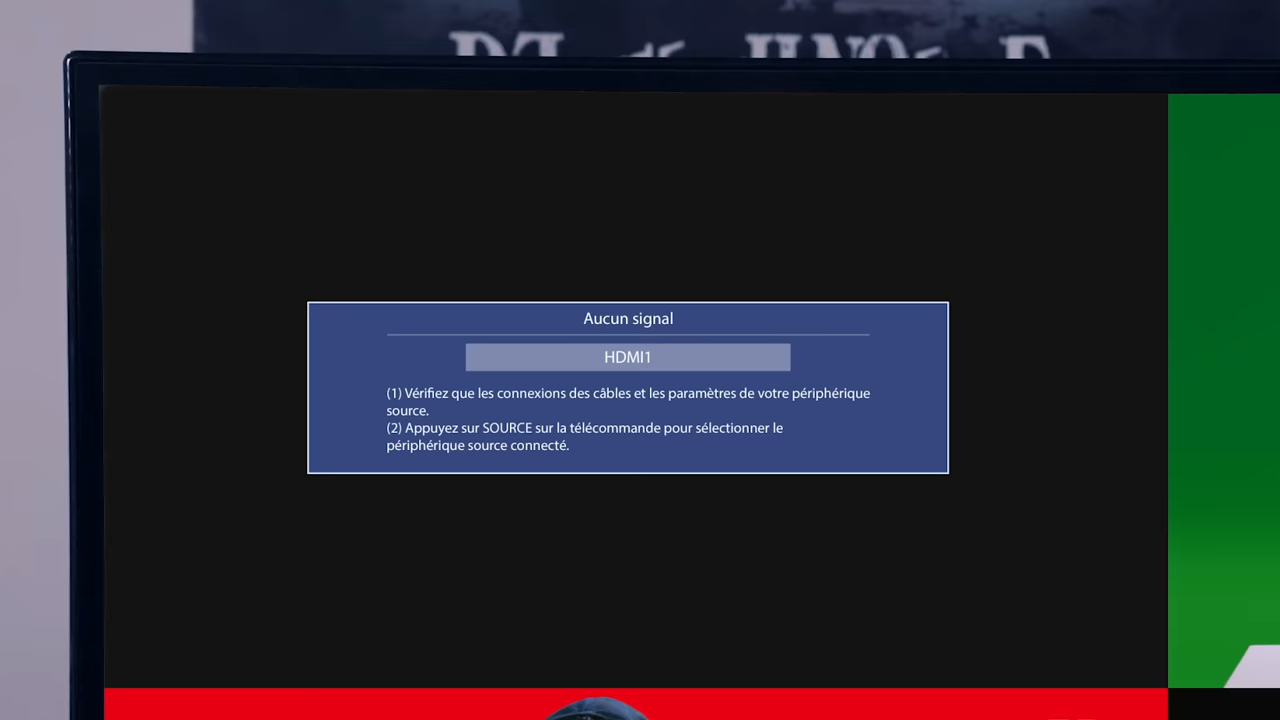 Aucun signal
HDMI1
(1) Vérifiez que les connexions des câbles et les paramètres de votre périphérique
source.
(2) Appuyez sur SOURCE sur la télécommande pour sélectionner le
périphérique source connecté.